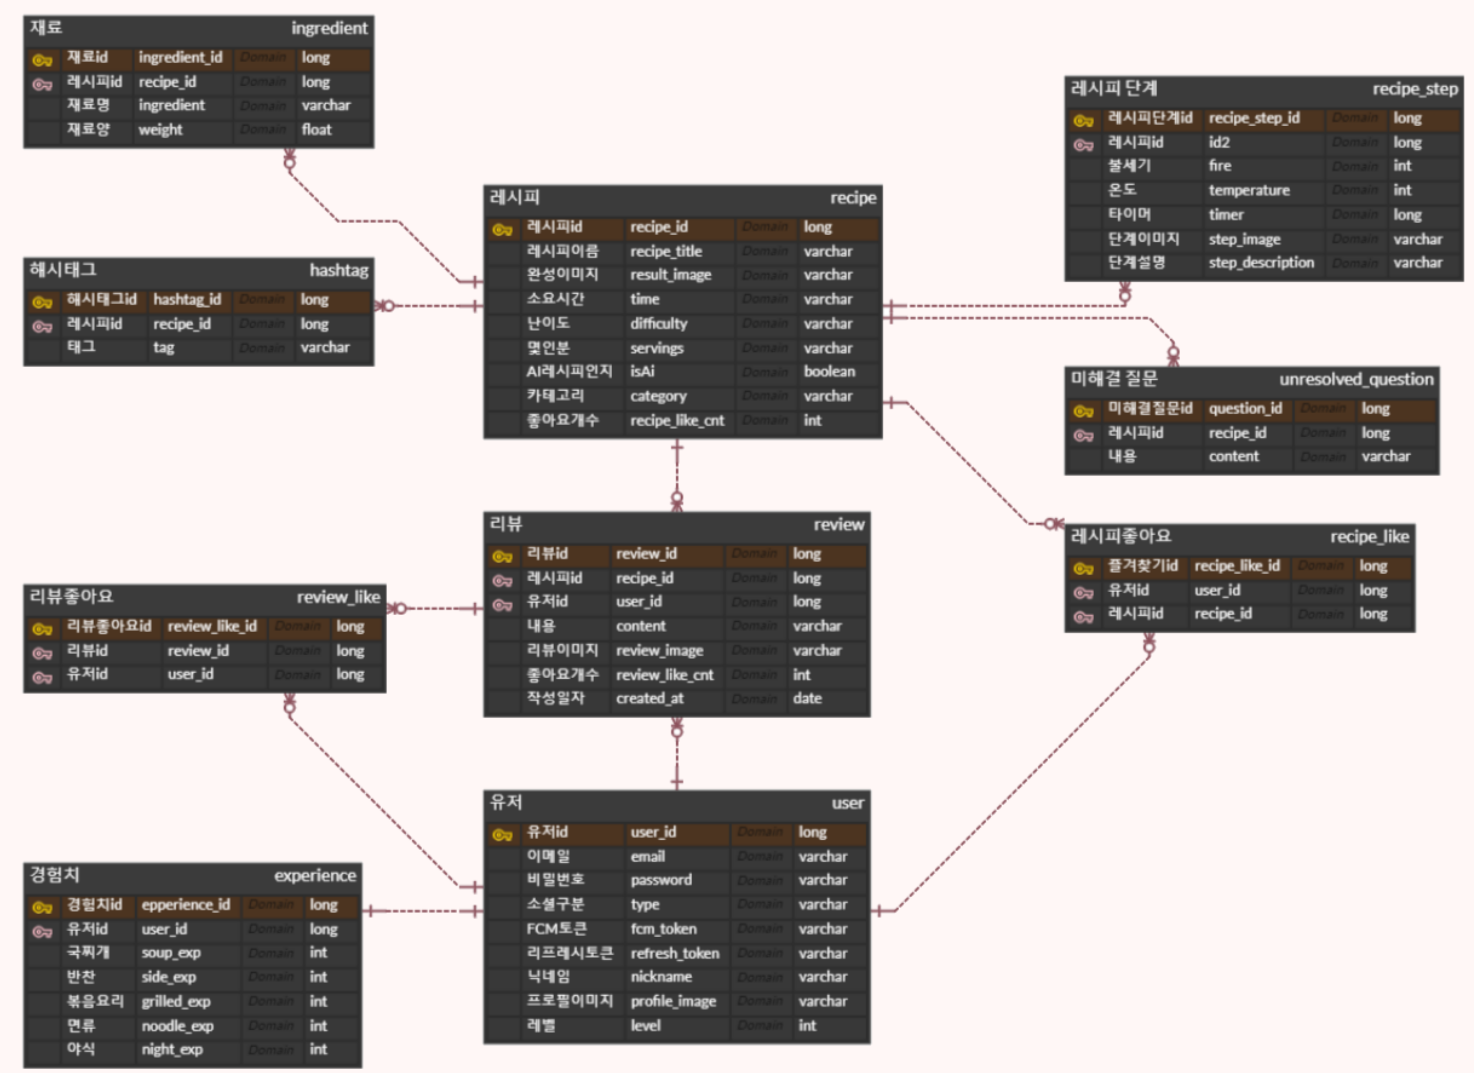 재료 ingredient
재료id ingredient_id Domain long
레시피id recipe_id Domain long
재료명 ingredient Domain varchar
재료양 weight Domain float
해시태그 hashtag
해시태그id hashtag_id Domain long
레시피id recipe_id Domain long
태그 tag Domain varchar
레시피 recipe
레시피id recipe_id Domain long
레시피이름 recipe_title Domain varchar
완성이미지 result_image Domain varchar
소요시간 time Domain varchar
난이도 difficulty Domain varchar
몇인분 servings Domain varchar
AI레시피인지 isAi Domain boolean
카테고리 category Domain varchar
좋아요개수 recipe_like_cnt Domain int
레시피 단계 recipe_step
레시피단계id recipe_step_id Domain long
레시피id id2 Domain long
불세기 fire Domain int
온도 temperature Domain int
타이머 timer Domain long
단계이미지 step_image Domain varchar
단계설명 step_description Domain varchar
미해결 질문 unresolved_question
미해결질문id question_id Domain long
레시피id recipe_id Domain long
내용 content Domain varchar
레시피좋아요 recipe_like
즐겨찾기id recipe_like_id Domain long
유저id user_id Domain long
레시피id recipe_id Domain long
리뷰 review
리뷰id review_id Domain long
레시피id recipe_id Domain long
유저id user_id Domain long
내용 content Domain varchar
리뷰이미지 review_image Domain varchar
좋아요개수 review_like_cnt Domain int
작성일자 created_at Domain date
리뷰좋아요 review_like
리뷰좋아요id review_like_id Domain long
리뷰id review_id Domain long
유저id user_id Domain long
경험치 experience
경험치id epperience_id Domain long
유저id user_id Domain long
국찌개 soup_exp Domain int
반찬 side_exp Domain int
볶음요리 grilled_exp Domain int
면류 noodle_exp Domain int
야식 night_exp Domain int
유저 user
유저id user_id Domain long
이메일 email Domain varchar
비밀번호 password Domain varchar
소셜구분 type Domain varchar
FCM토큰 fcm_token Domain varchar
리프레시토큰 refresh_token Domain varchar
닉네임 nickname Domain varchar
프로필이미지 profile_image Domain varchar
레벨 level Domain int